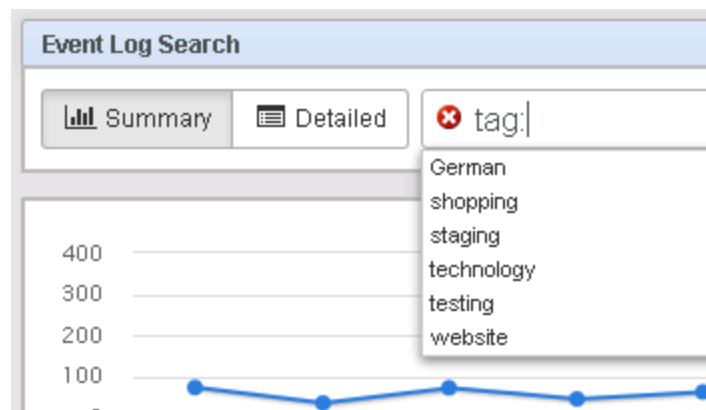 Event Log Search
Summary Detailed tag:
German
shopping
staging
technology
testing
website
400
300
200
100